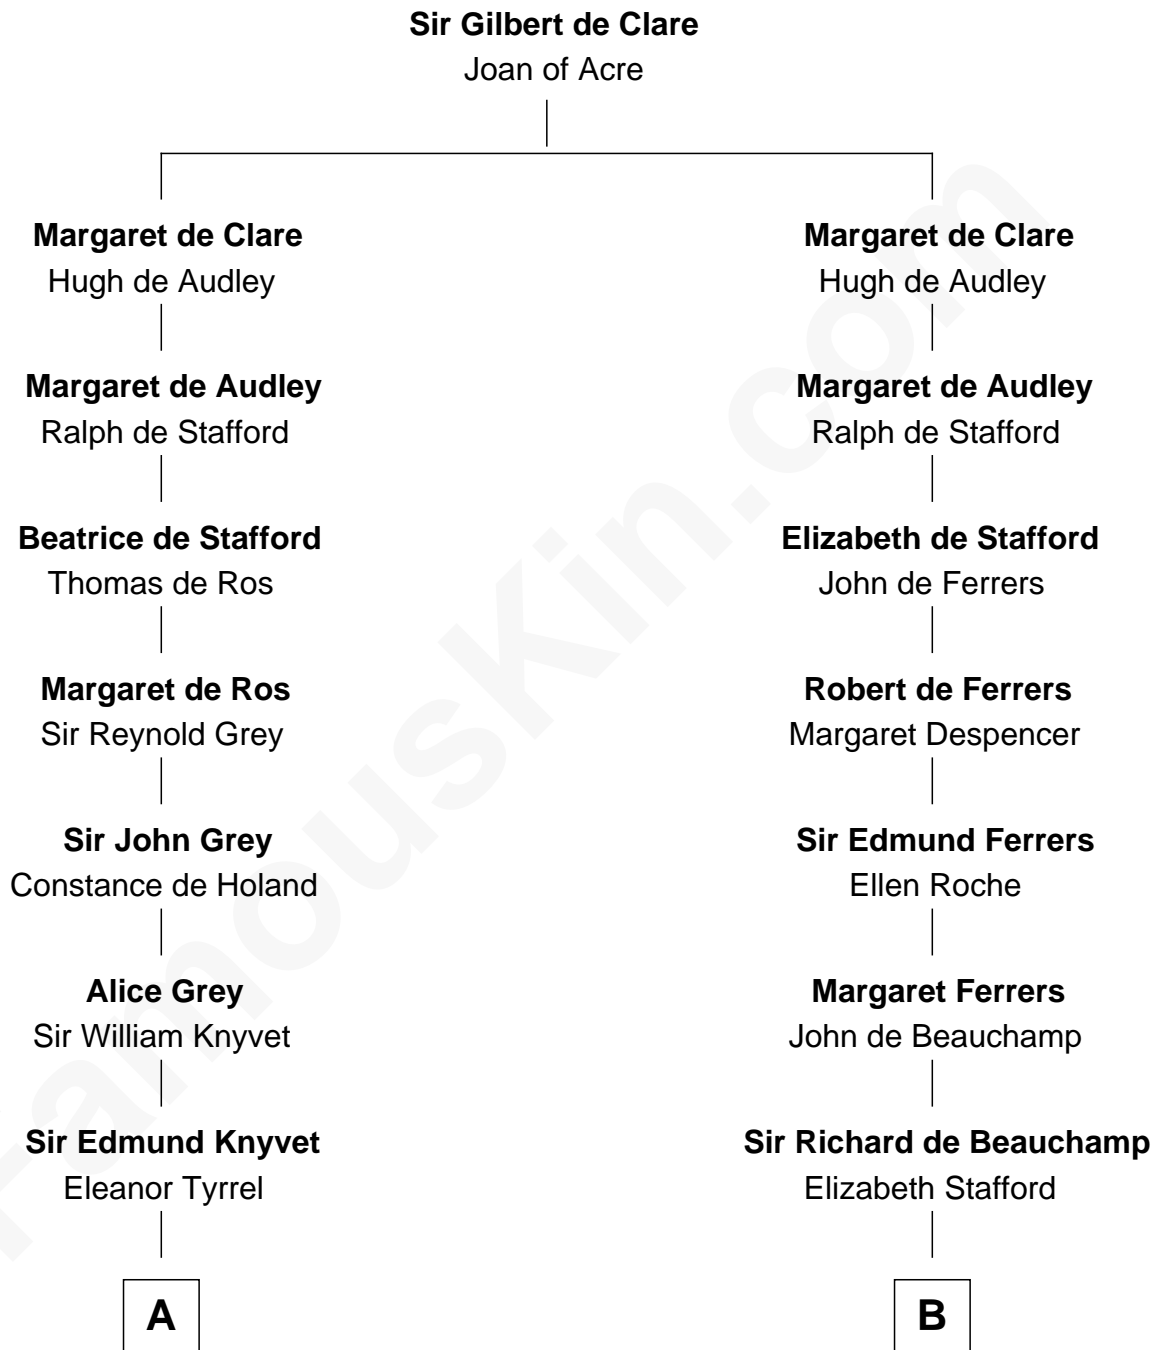 Sir Gilbert de Clare
Joan of Acre
Margaret de Clare
Hugh de Audley
Margaret de Clare
Hugh de Audley
Margaret de Audley
Ralph de Stafford
Margaret de Audley
Ralph de Stafford
Beatrice de Stafford
Thomas de Ros
Elizabeth de Stafford
John de Ferrers
Margaret de Ros
Sir Reynold Grey
Robert de Ferrers
Margaret Despencer
Sir John Grey
Constance de Holand
Sir Edmund Ferrers
Ellen Roche
Alice Grey
Sir William Knyvet
Margaret Ferrers
John de Beauchamp
Sir Edmund Knyvet
Eleanor Tyrrel
Sir Richard de Beauchamp
Elizabeth Stafford
A
B
FamousKin.com